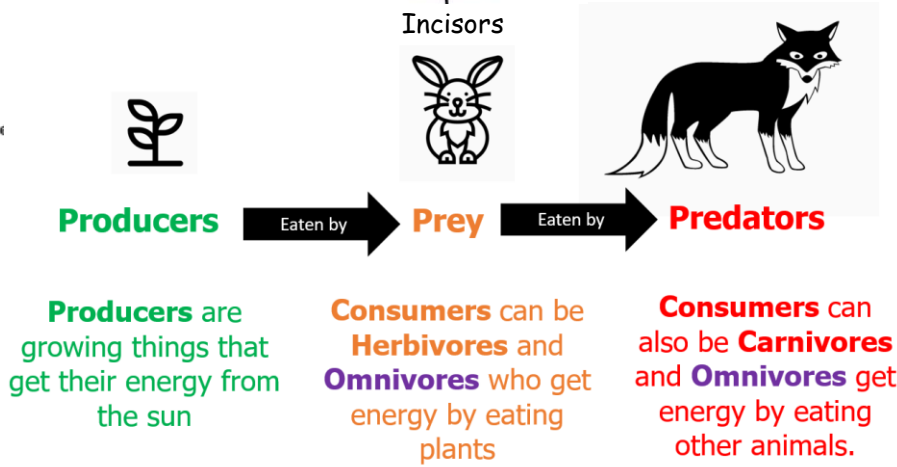 Incisors
Producers
Eaten by
Prey
Eaten by
Predators
Producers are
growing things that
get their energy from
the sun
Consumers can be
Herbivores and
Omnivores who get
energy by eating
plants
Consumers can
also be Carnivores
and Omnivores get
energy by eating
other animals.